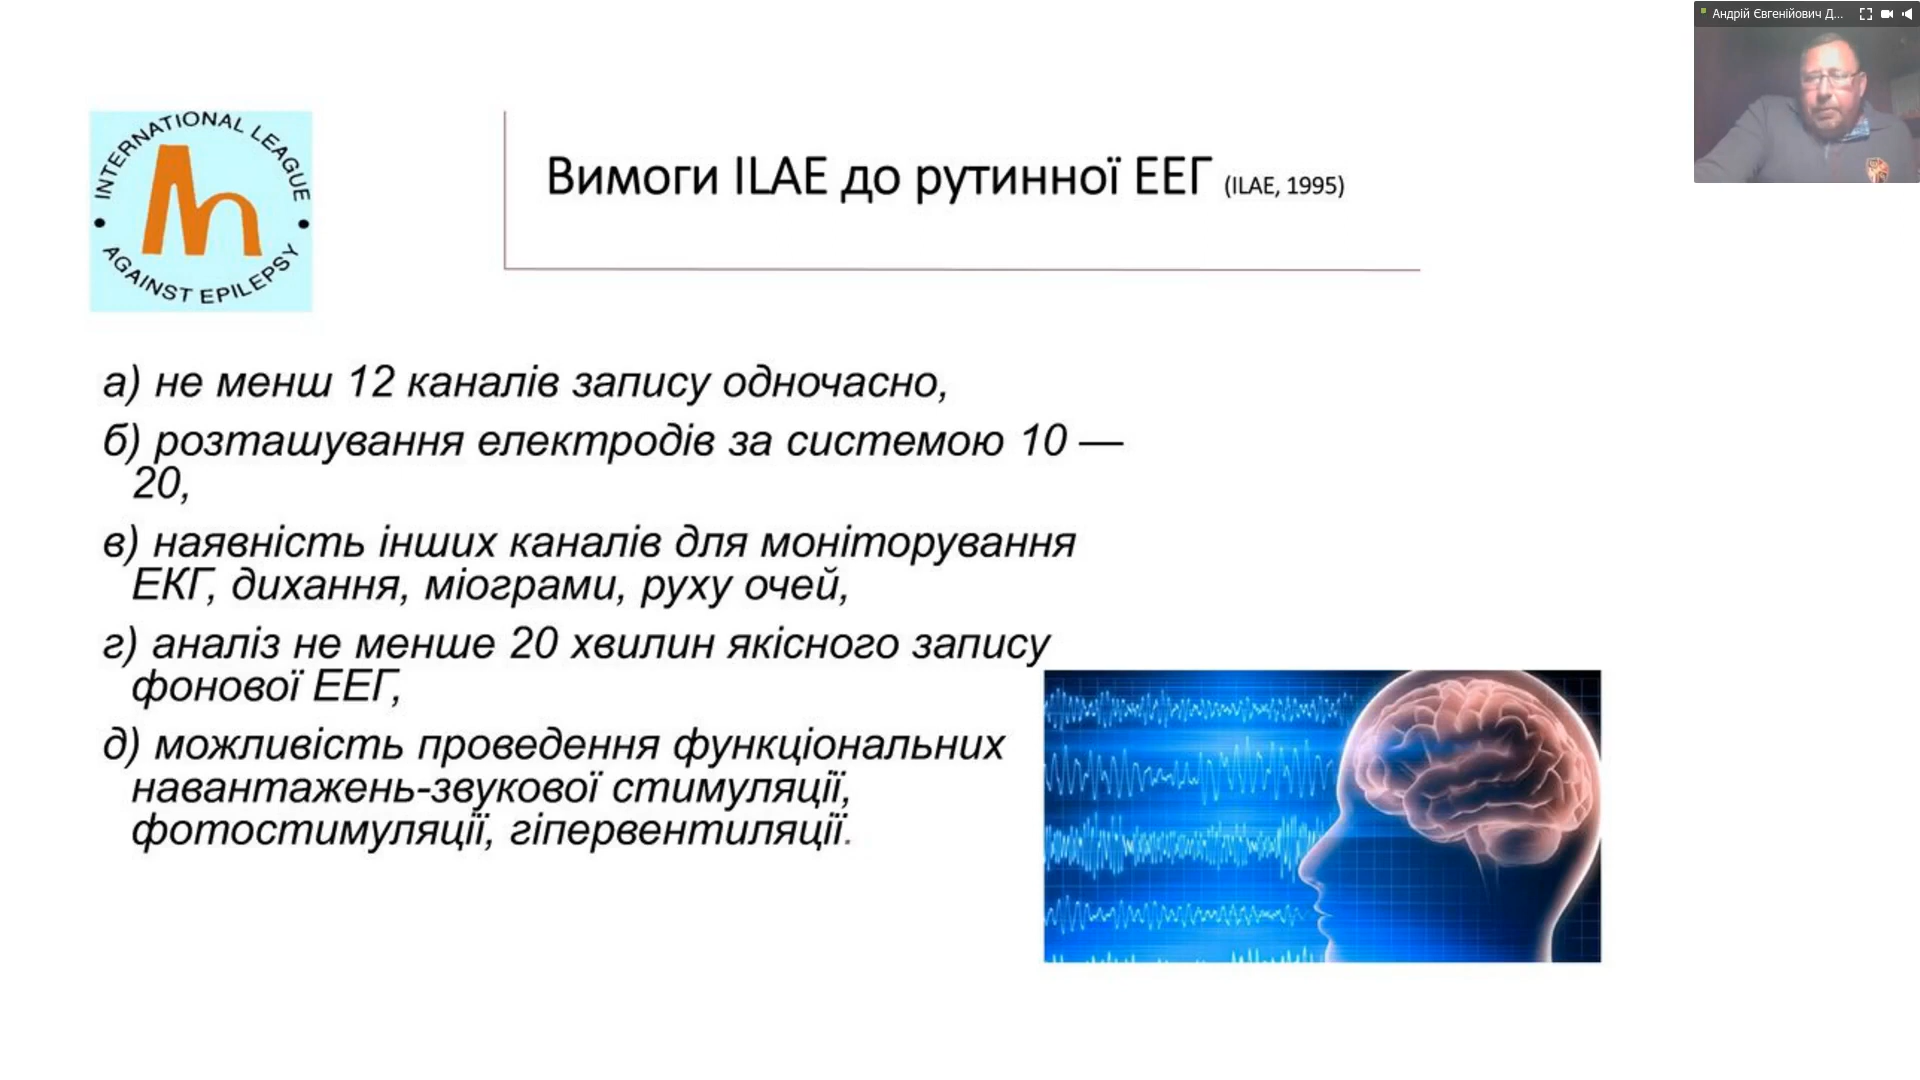 Андрій Євгенійович Д...
INTERNATIONAL LEAGUE
AGAINST EPILEPSY
Вимоги ILAE до рутинної ЕЕГ (ILAE, 1995)
а) не менш 12 каналів запису одночасно,
б) розташування електродів за системою 10 —
20,
в) наявність інших каналів для моніторування
ЕКГ, дихання, міограми, руху очей,
г) аналіз не менше 20 хвилин якісного запису
фонової ЕЕГ,
д) можливість проведення функціональних
навантажень-звукової стимуляції,
фотостимуляції, гіпервентиляції.